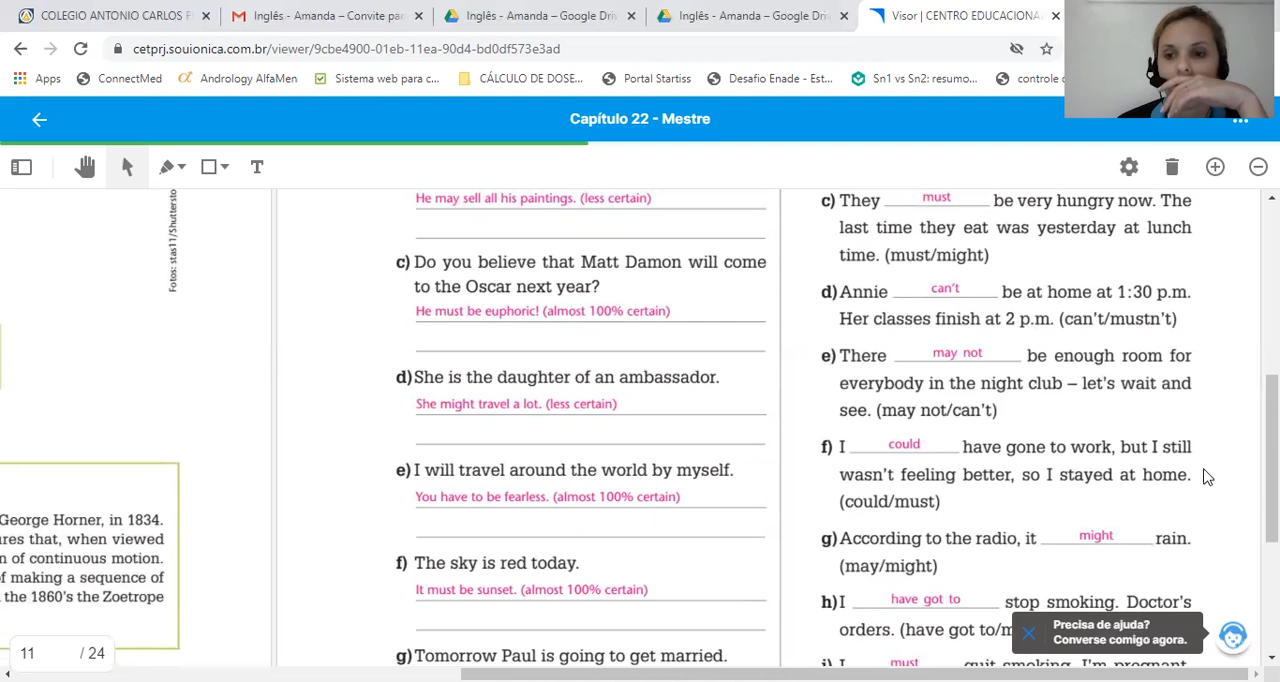 COLEGIO ANTONIO CARLOS F
Inglês - Amanda – Convite par
Inglês - Amanda – Google Driv
Inglês - Amanda – Google Driv
Visor | CENTRO EDUCACIONA
cetprj.souionica.com.br/viewer/9cbe4900-01eb-11ea-90d4-bd0df573e3ad
Apps
ConnectMed
Andrology AlfaMen
Sistema web para c...
CÁLCULO DE DOSE...
Portal Startiss
Desafio Enade - Est...
Sn1 vs Sn2: resumo...
controle d
Capítulo 22 - Mestre
T
Fotos: stas11/Shuttersto
George Horner, in 1834.
ures that, when viewed
n of continuous motion.
of making a sequence of
the 1860's the Zoetrope
11 / 24
He may sell all his paintings. (less certain)
c) Do you believe that Matt Damon will come
to the Oscar next year?
He must be euphoric! (almost 100% certain)
d) She is the daughter of an ambassador.
She might travel a lot. (less certain)
e) I will travel around the world by myself.
You have to be fearless. (almost 100% certain)
f) The sky is red today.
It must be sunset. (almost 100% certain)
g) Tomorrow Paul is going to get married.
c) They must be very hungry now. The
last time they eat was yesterday at lunch
time. (must/might)
d) Annie can't be at home at 1:30 p.m.
Her classes finish at 2 p.m. (can't/mustn't)
e) There may not be enough room for
everybody in the night club – let's wait and
see. (may not/can't)
f) I could have gone to work, but I still
wasn't feeling better, so I stayed at home.
(could/must)
g) According to the radio, it might rain.
(may/might)
h) I have got to stop smoking. Doctor's
orders. (have got to/m
i) I must quit smoking. I'm pregnant.
Precisa de ajuda?
Converse comigo agora.